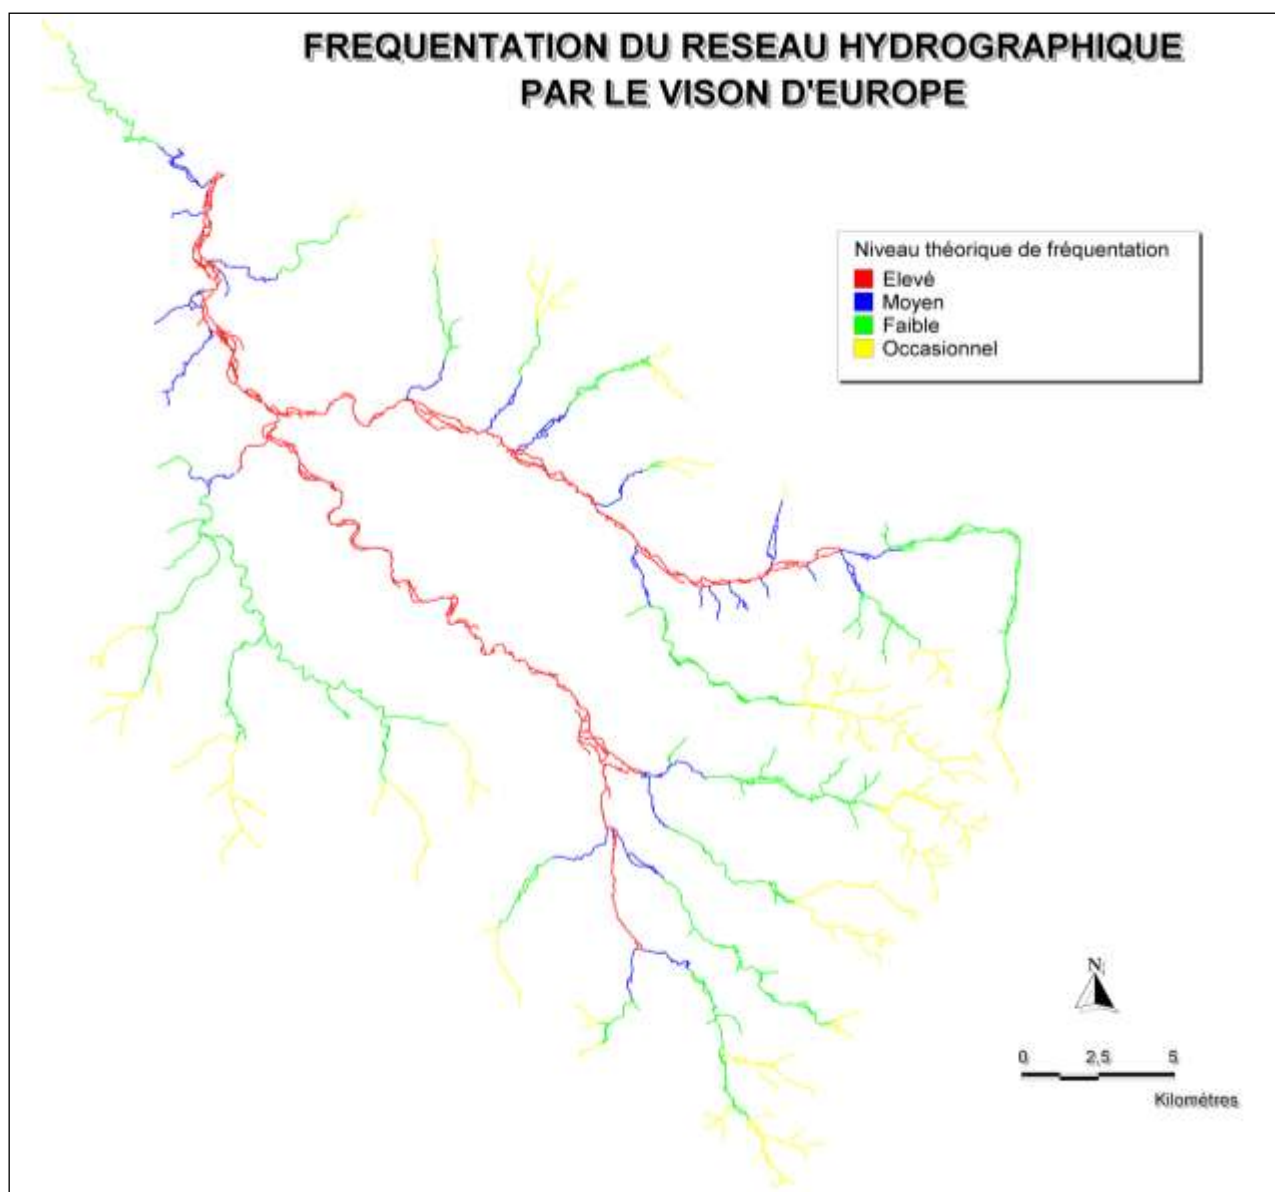 FREQUENTATION DU RESEAU HYDROGRAPHIQUE
PAR LE VISON D'EUROPE
Niveau théorique de fréquentation
Elevé
Moyen
Faible
Occasionnel
N
0 2,5 5
Kilométres